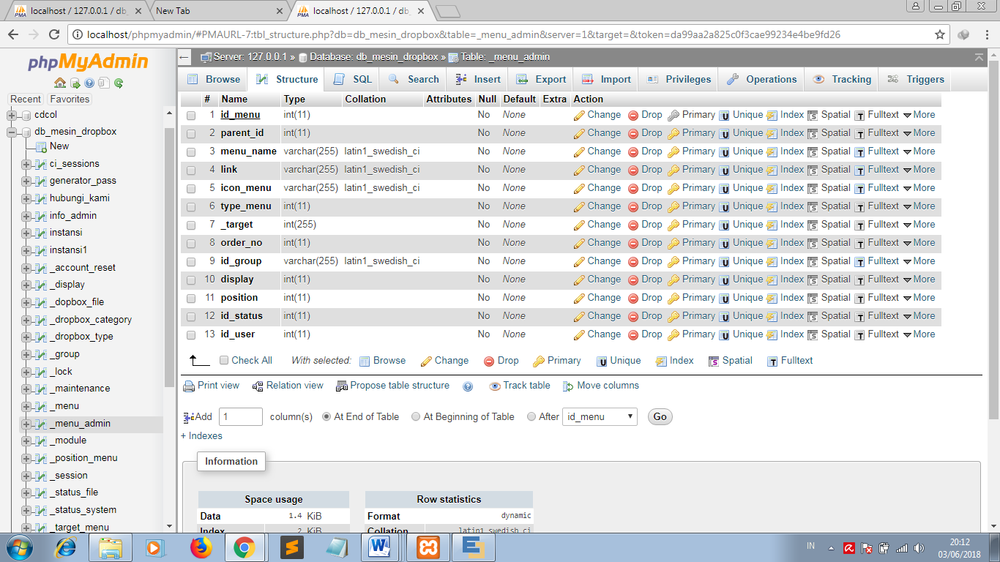 localhost / 127.0.0.1 / db_
New Tab
localhost / 127.0.0.1 / db_
localhost/phpmyadmin/#PMAURL-7:tbl_structure.php?db=db_mesin_dropbox&table=_menu_admin&server=1&target=&token=da99aa2a825c0f3cae99234e4be9fd26
phpMyAdmin
Recent Favorites
cdcol
db_mesin_dropbox
New
ci_sessions
generator_pass
hubungi_kami
info_admin
instansi
instansi1
_account_reset
_display
_dopbox_file
_dropbox_category
_dropbox_type
_group
_lock
_maintenance
_menu
_menu_admin
_module
_position_menu
_session
_status_file
_status_system
_target_menu
Server: 127.0.0.1 » Database: db_mesin_dropbox » Table: _menu_admin
Browse Structure SQL Search Insert Export Import Privileges Operations Tracking Triggers
# Name Type Collation Attributes Null Default Extra Action
1 id_menu int(11) No None Change Drop Primary Unique Index Spatial Fulltext More
2 parent_id int(11) No None Change Drop Primary Unique Index Spatial Fulltext More
3 menu_name varchar(255) latin1_swedish_ci No None Change Drop Primary Unique Index Spatial Fulltext More
4 link varchar(255) latin1_swedish_ci No None Change Drop Primary Unique Index Spatial Fulltext More
5 icon_menu varchar(255) latin1_swedish_ci No None Change Drop Primary Unique Index Spatial Fulltext More
6 type_menu int(11) No None Change Drop Primary Unique Index Spatial Fulltext More
7 _target int(255) No None Change Drop Primary Unique Index Spatial Fulltext More
8 order_no int(11) No None Change Drop Primary Unique Index Spatial Fulltext More
9 id_group varchar(255) latin1_swedish_ci No None Change Drop Primary Unique Index Spatial Fulltext More
10 display int(11) No None Change Drop Primary Unique Index Spatial Fulltext More
11 position int(11) No None Change Drop Primary Unique Index Spatial Fulltext More
12 id_status int(11) No None Change Drop Primary Unique Index Spatial Fulltext More
13 id_user int(11) No None Change Drop Primary Unique Index Spatial Fulltext More
Check All With selected: Browse Change Drop Primary Unique Index Spatial Fulltext
Print view Relation view Propose table structure Track table Move columns
Add 1 column(s) At End of Table At Beginning of Table After id_menu Go
+ Indexes
Information
Space usage
Data 1.4 KiB
Index 2 KiB
Row statistics
Format dynamic
Collation latin1_swedish_ci
IN
20:12
03/06/2018